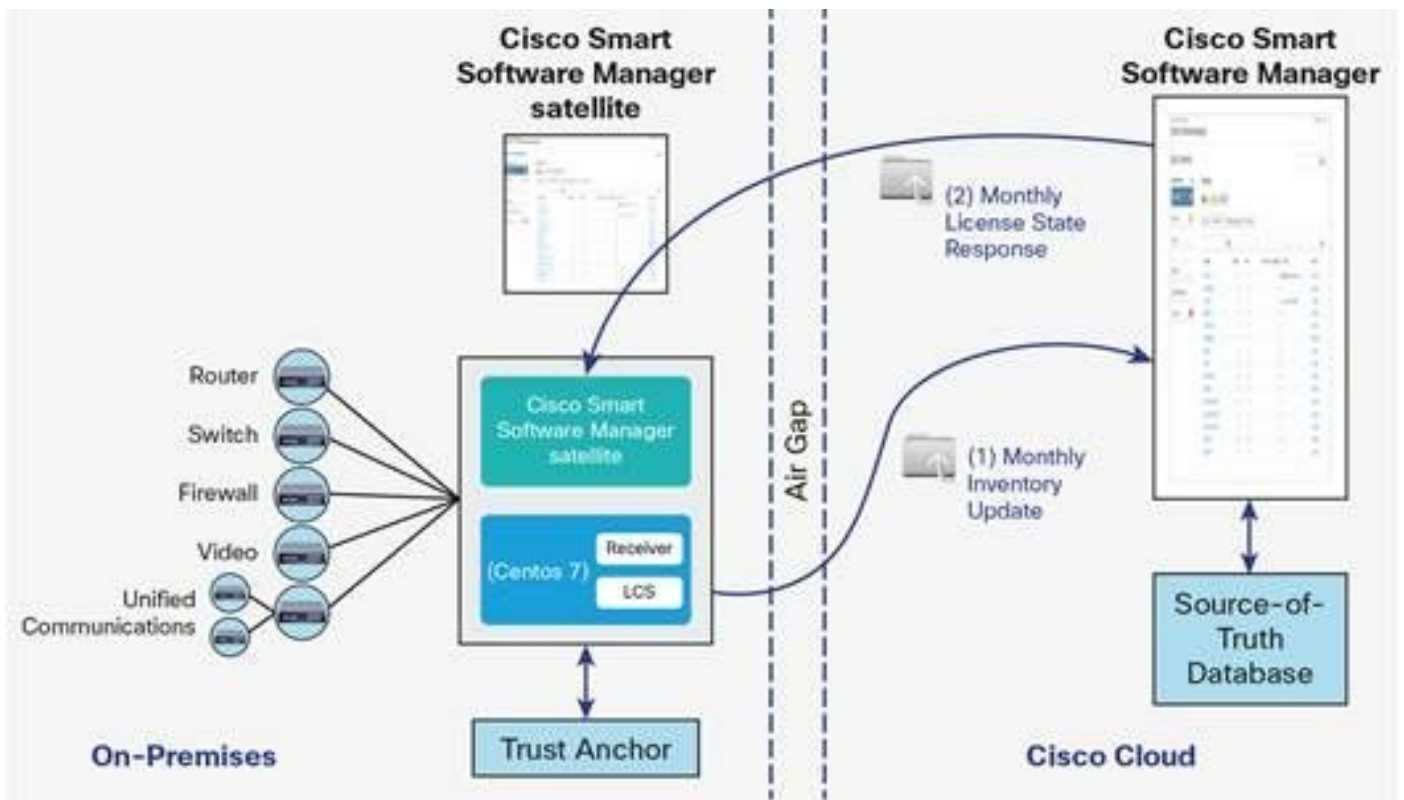 Cisco Smart
Software Manager
satellite
Cisco Smart
Software Manager
(2) Monthly
License State
Response
Router
Switch
Firewall
Video
Unified
Communications
Cisco Smart
Software Manager
satellite
(Centos 7)
Receiver
LCS
Air Gap
(1) Monthly
Inventory
Update
Source-of-
Truth
Database
Trust Anchor
On-Premises
Cisco Cloud